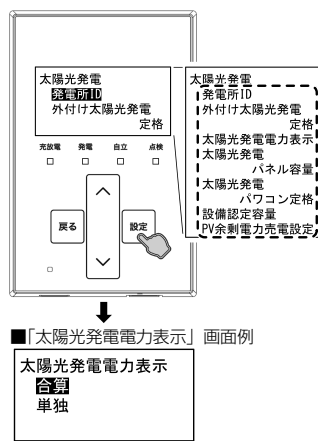 太陽光発電
発電所ID
外付け太陽光発電
定格
充放電 発電 自立 点検
戻る
設定
太陽光発電
発電所ID
外付け太陽光発電
定格
太陽光発電電力表示
太陽光発電
パネル容量
太陽光発電
パワコン定格
設備認定容量
PV余剰電力売電設定
■「太陽光発電電力表示」画面例
太陽光発電電力表示
合算
単独